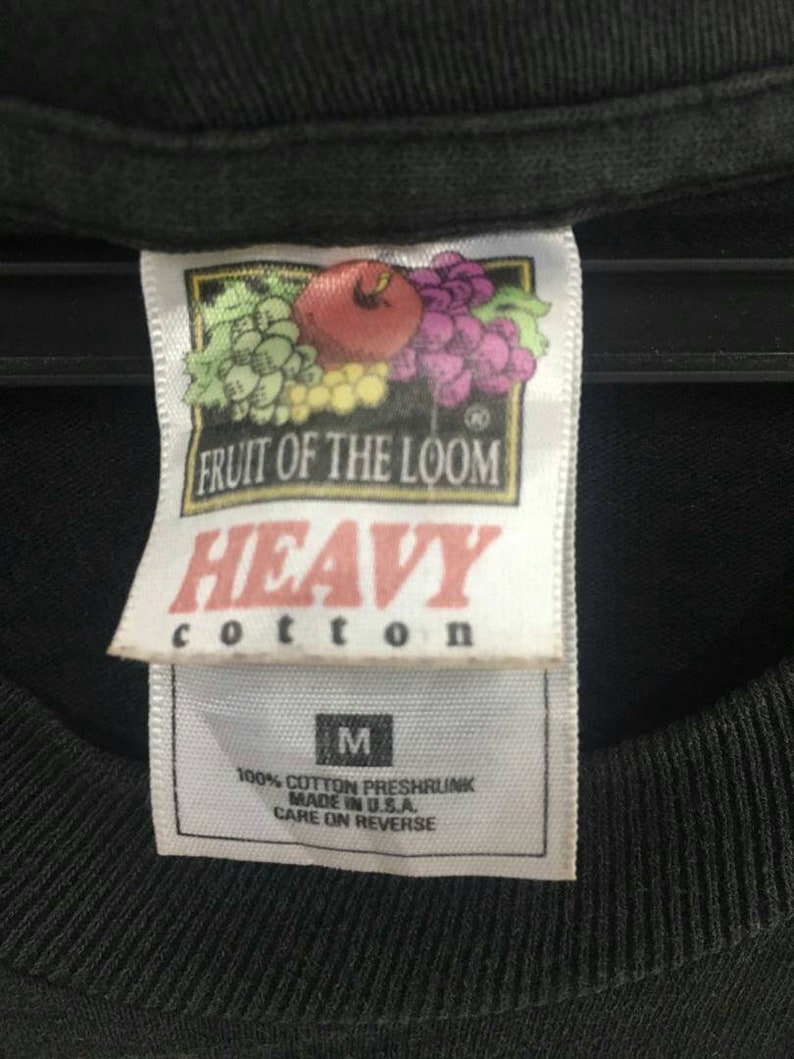 ®
FRUIT OF THE LOOM
HEAVY
cotton
M
100% COTTON PRESHRUNK
MADE IN U.S.A.
CARE ON REVERSE